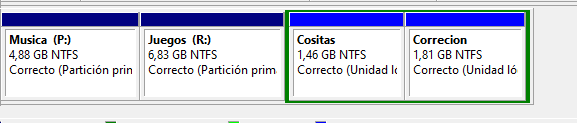 Musica (P:)
4,88 GB NTFS
Correcto (Partición prim
Juegos (R:)
6,83 GB NTFS
Correcto (Partición prim
Cositas
1,46 GB NTFS
Correcto (Unidad ló
Correcion
1,81 GB NTFS
Correcto (Unidad ló